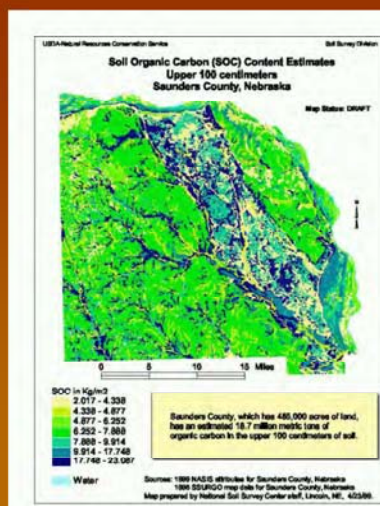 USDA-Natural Resources Conservation Service
Soil Survey Division
Soil Organic Carbon (SOC) Content Estimates
Upper 100 centimeters
Saunders County, Nebraska
Map Status: DRAFT
0 5 10 15 Miles
SOC in Kg/m2
2.017 - 4.338
4.338 - 4.877
4.877 - 6.252
6.252 - 7.888
7.888 - 9.914
9.914 - 17.748
17.748 - 23.087
Water
Saunders County, which has 485,000 acres of land,
has an estimated 18.7 million metric tons of
organic carbon in the upper 100 centimeters of soil.
Sources: 1999 NASIS attributes for Saunders County, Nebraska
1998 SSURGO map data for Saunders County, Nebraska
Map prepared by National Soil Survey Center staff, Lincoln, NE, 4/23/99.